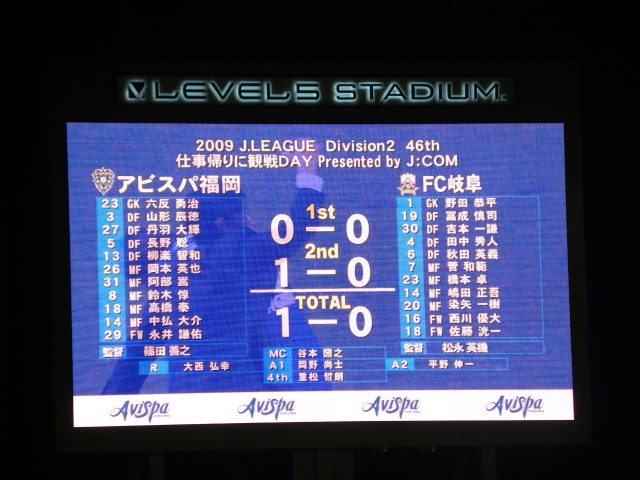 LEVEL5 STADIUM
2009 J.LEAGUE Division2 46th
仕事帰りに観戦DAY Presented by J:COM
アビスパ福岡
23 GK 六反 勇治
3 DF 山形 辰徳
27 DF 丹羽 大輝
5 DF 長野 聡
13 DF 柳楽 智和
26 MF 岡本 英也
31 MF 阿部 嵩
8 MF 鈴木 惇
18 MF 高橋 泰
14 MF 中払 大介
29 FW 永井 謙佑
監督 篠田 善之
1st
0 — 0
2nd
1 — 0
TOTAL
1 — 0
FC岐阜
1 GK 野田 恭平
19 DF 冨成 慎司
30 DF 吉本 一謙
4 DF 田中 秀人
6 DF 秋田 英義
7 MF 菅 和範
23 MF 橋本 卓
14 MF 嶋田 正吾
20 MF 染矢 一樹
16 FW 西川 優大
18 FW 佐藤 洸一
監督 松永 英機
R 大西 弘幸
MC 谷本
A1 岡野 尚士
4th 重松 哲朗
A2 平野 伸一
Avispa Avispa Avispa Avispa